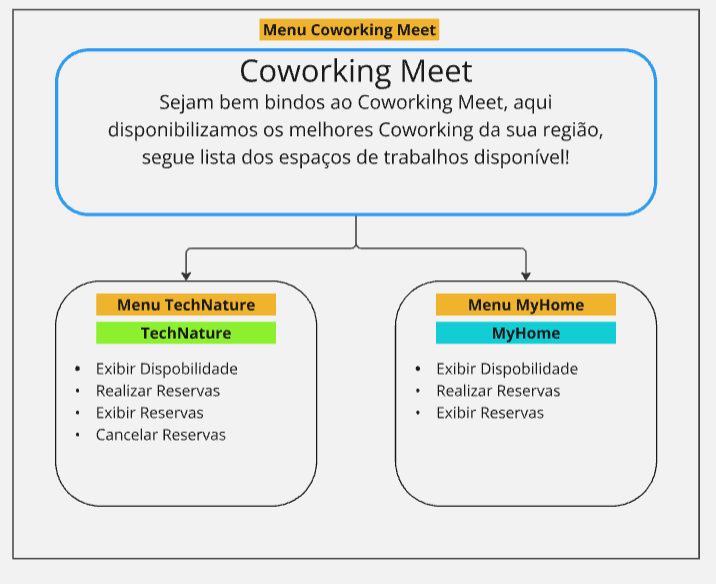 Menu Coworking Meet
Coworking Meet
Sejam bem bindos ao Coworking Meet, aqui
disponibilizamos os melhores Coworking da sua região,
segue lista dos espaços de trabalhos disponível!
Menu TechNature
TechNature
• Exibir Dispobilidade
• Realizar Reservas
• Exibir Reservas
• Cancelar Reservas
Menu MyHome
MyHome
• Exibir Dispobilidade
• Realizar Reservas
• Exibir Reservas